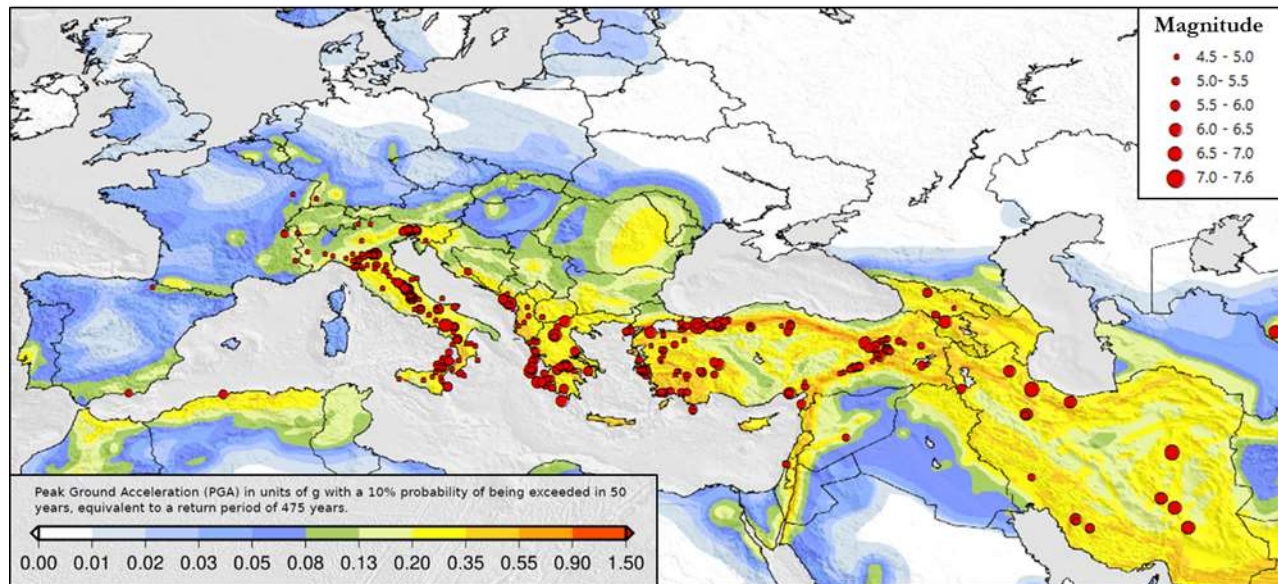 Magnitude
4.5 - 5.0
5.0- 5.5
5.5 - 6.0
6.0 - 6.5
6.5 - 7.0
7.0 - 7.6
Peak Ground Acceleration (PGA) in units of g with a 10% probability of being exceeded in 50
years, equivalent to a return period of 475 years.
0.00 0.01 0.02 0.03 0.05 0.08 0.13 0.20 0.35 0.55 0.90 1.50